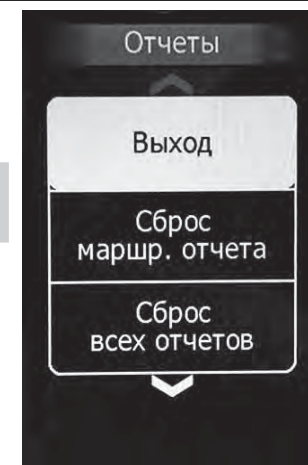 Отчеты
Выход
Сброс
маршр. отчета
Сброс
всех отчетов